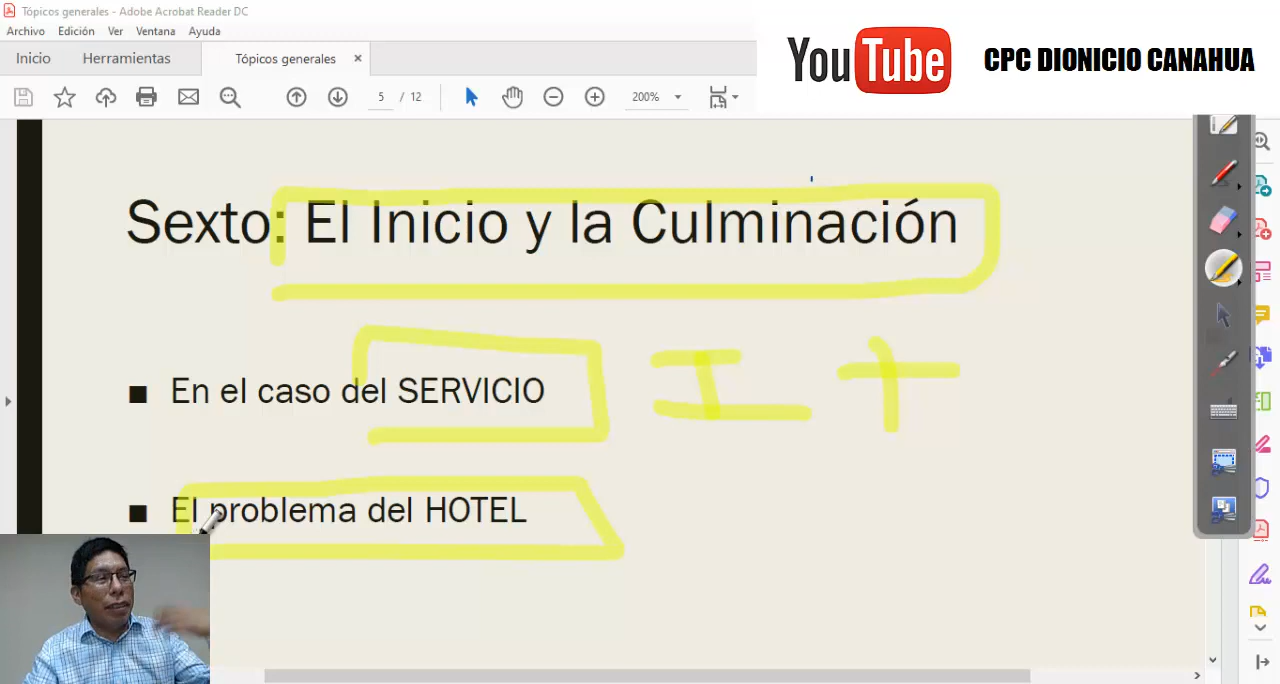 Tópicos generales - Adobe Acrobat Reader DC
Archivo Edición Ver Ventana Ayuda
Inicio Herramientas Tópicos generales ×
5 / 12 200%
YouTube CPC DIONICIO CANAHUA
Sexto: El Inicio y la Culminación
■ En el caso del SERVICIO I +
■ El problema del HOTEL